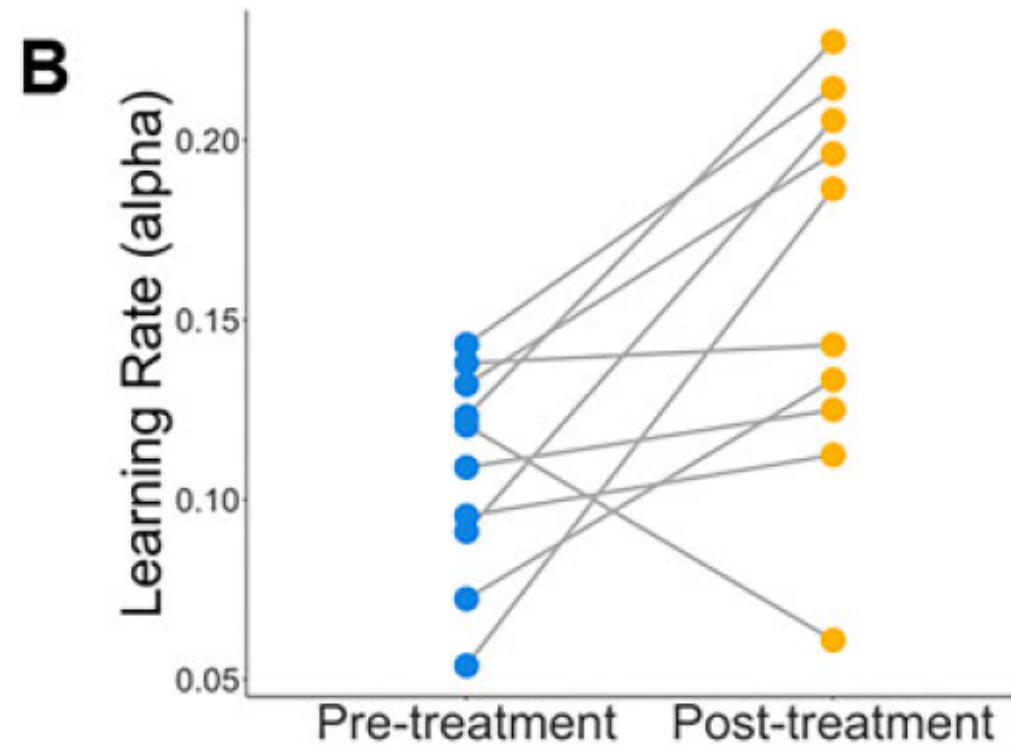 B
Learning Rate (alpha)
0.20
0.15
0.10
0.05
Pre-treatment Post-treatment